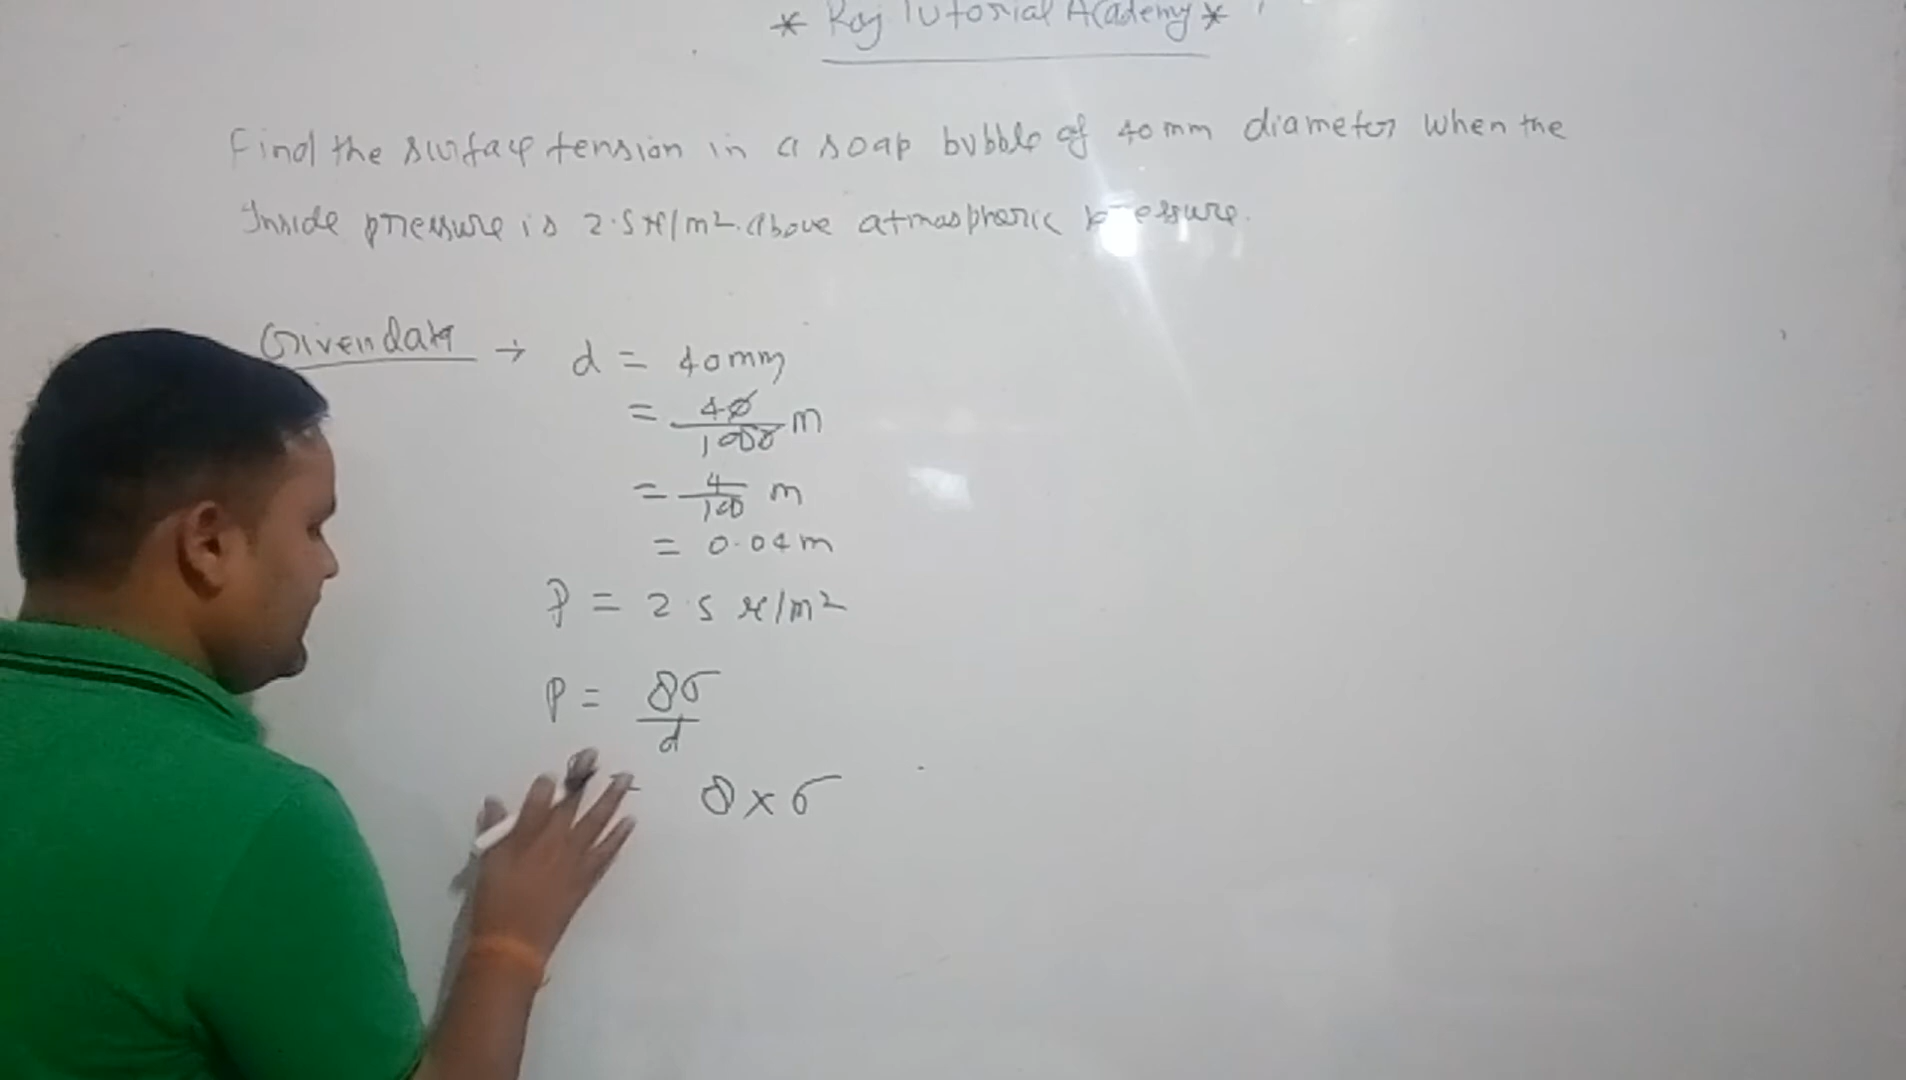 * Raj Tutorial Academy *
Find the surface tension in a soap bubble of 40 mm diameter when the
Inside pressure is 2.5 N/m². Above atmospheric pressure.
Given data → d = 40mm
= 40/1000 m
= 4/100 m
= 0.04 m
P = 2.5 N/m²
P = 8σ/d
= 8 × σ